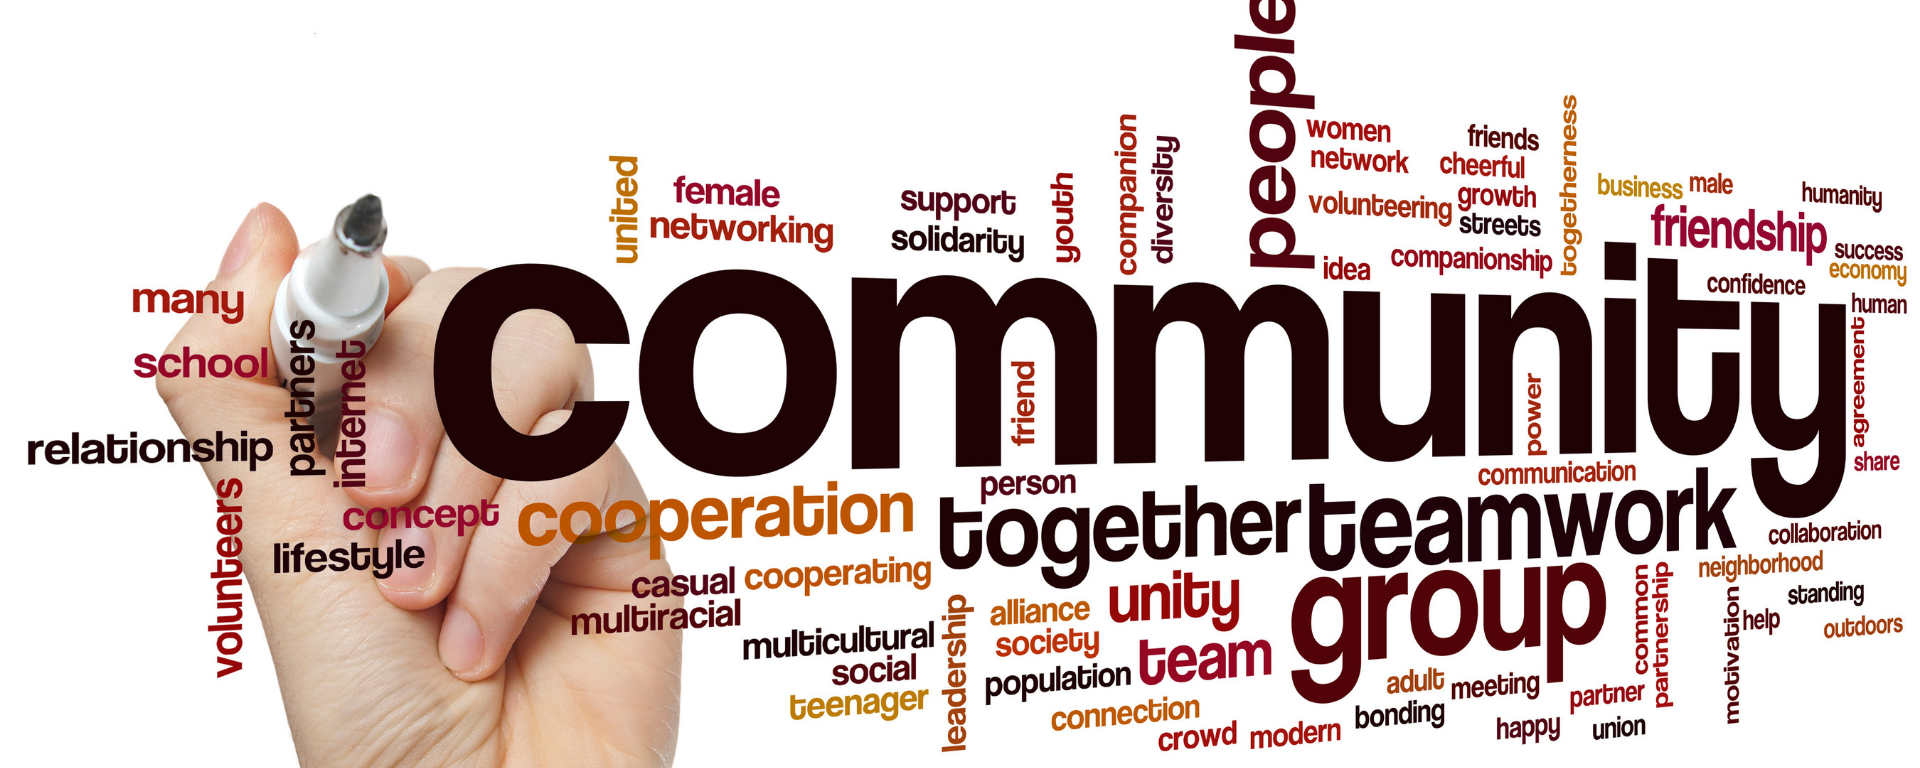 people
women
friends
network
cheerful
togetherness
volunteering
growth
streets
business
male
humanity
friendship
success
economy
companionship
idea
confidence
human
united
female
networking
support
solidarity
youth
companion
diversity
many
school
partners
internet
relationship
volunteers
concept
lifestyle
community
friend
power
agreement
share
person
communication
cooperation
together
teamwork
collaboration
neighborhood
casual
cooperating
multiracial
multicultural
social
teenager
leadership
alliance
unity
society
population
team
group
connection
crowd
modern
adult
meeting
bonding
happy
partner
union
common
partnership
motivation
help
standing
outdoors